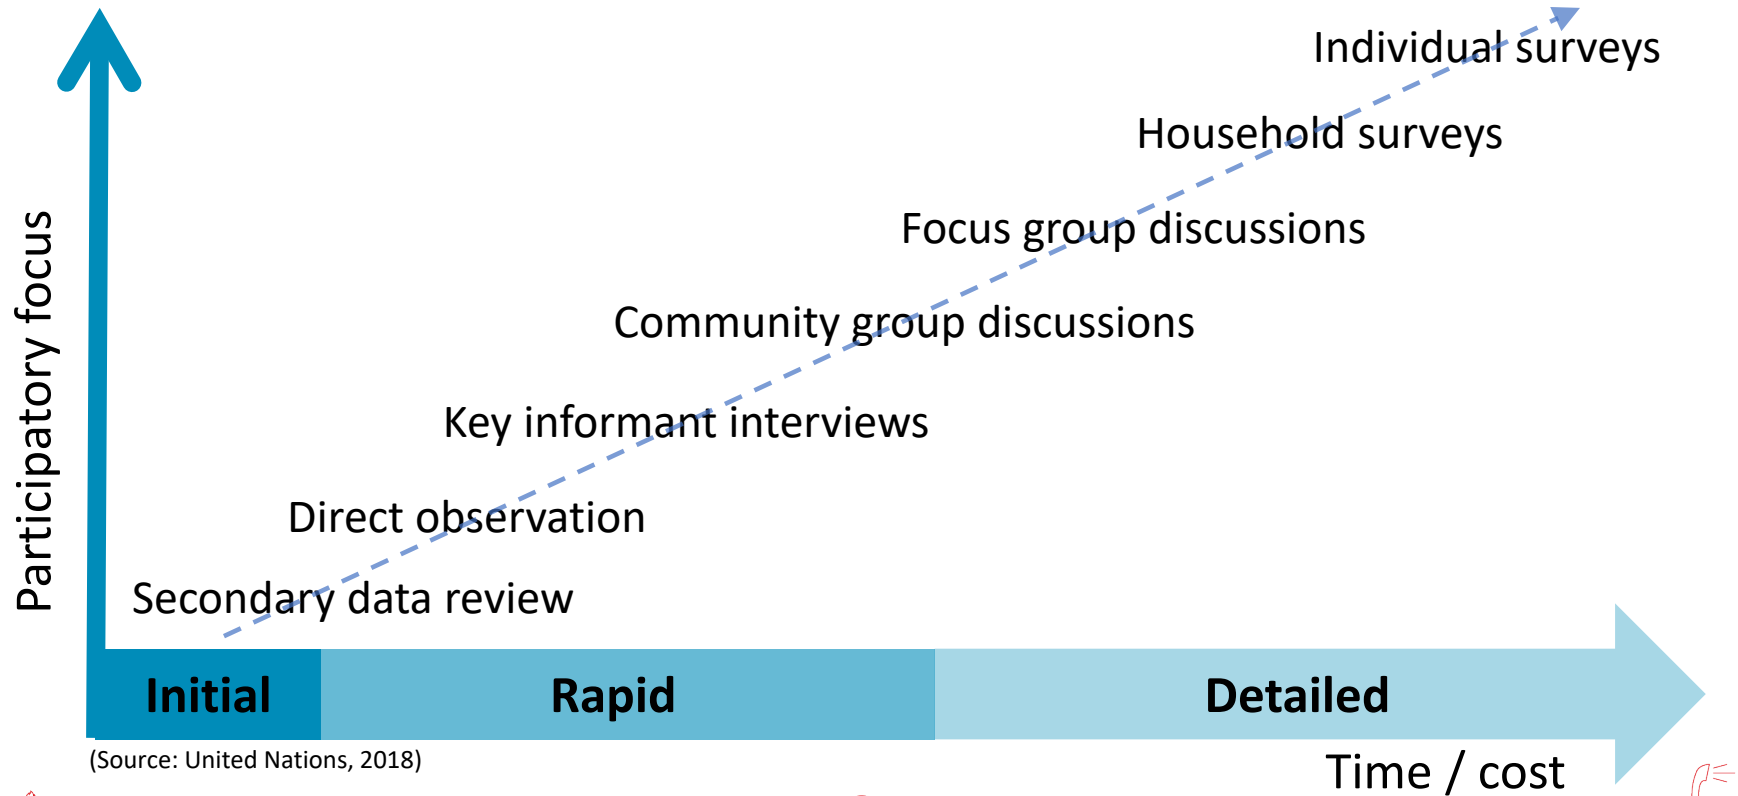 Individual surveys
Household surveys
Focus group discussions
Community group discussions
Key informant interviews
Direct observation
Secondary data review
Participatory focus
Initial
Rapid
Detailed
(Source: United Nations, 2018)
Time / cost